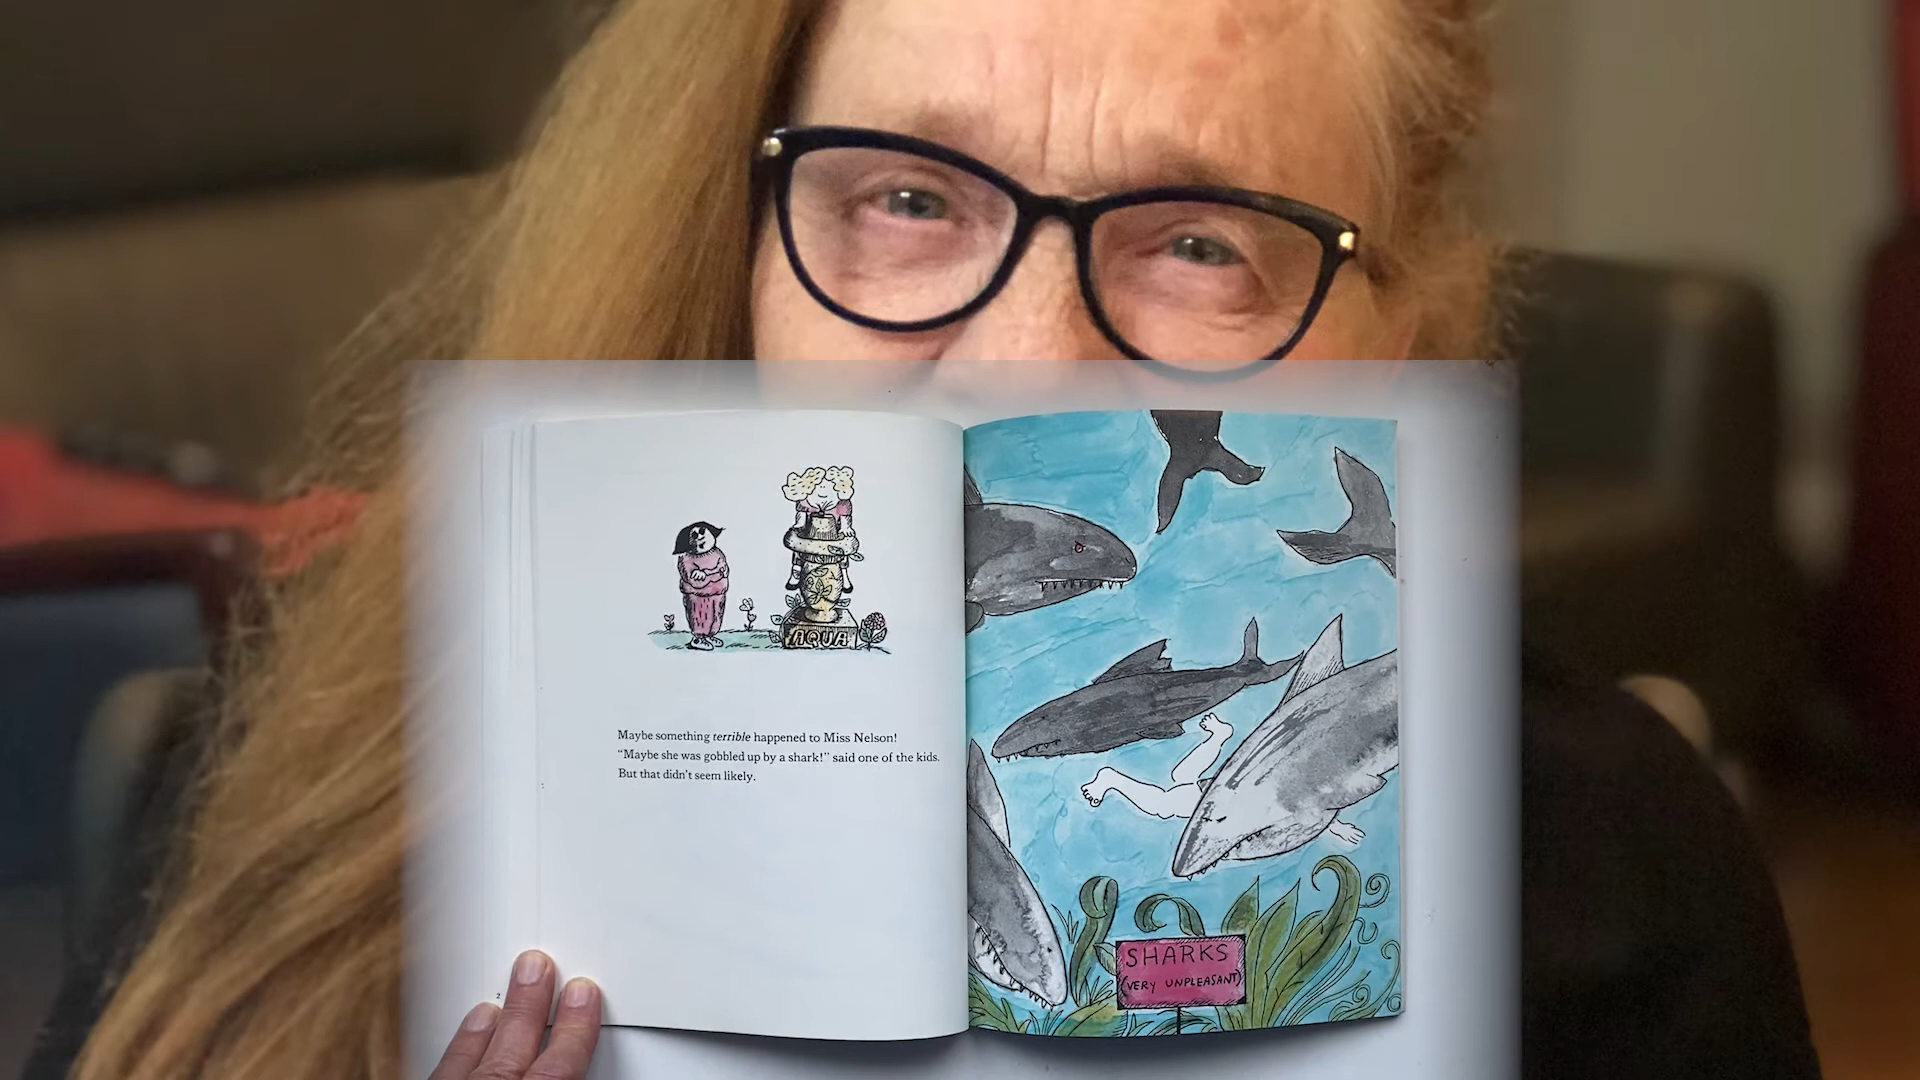 AQUA
Maybe something terrible happened to Miss Nelson!
“Maybe she was gobbled up by a shark!” said one of the kids.
But that didn’t seem likely.
2
SHARKS
(VERY UNPLEASANT)